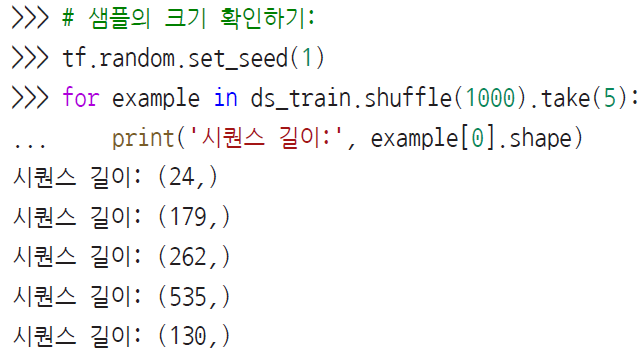 >>> # 샘플의 크기 확인하기:
>>> tf.random.set_seed(1)
>>> for example in ds_train.shuffle(1000).take(5):
...     print('시퀀스 길이:', example[0].shape)
시퀀스 길이: (24,)
시퀀스 길이: (179,)
시퀀스 길이: (262,)
시퀀스 길이: (535,)
시퀀스 길이: (130,)